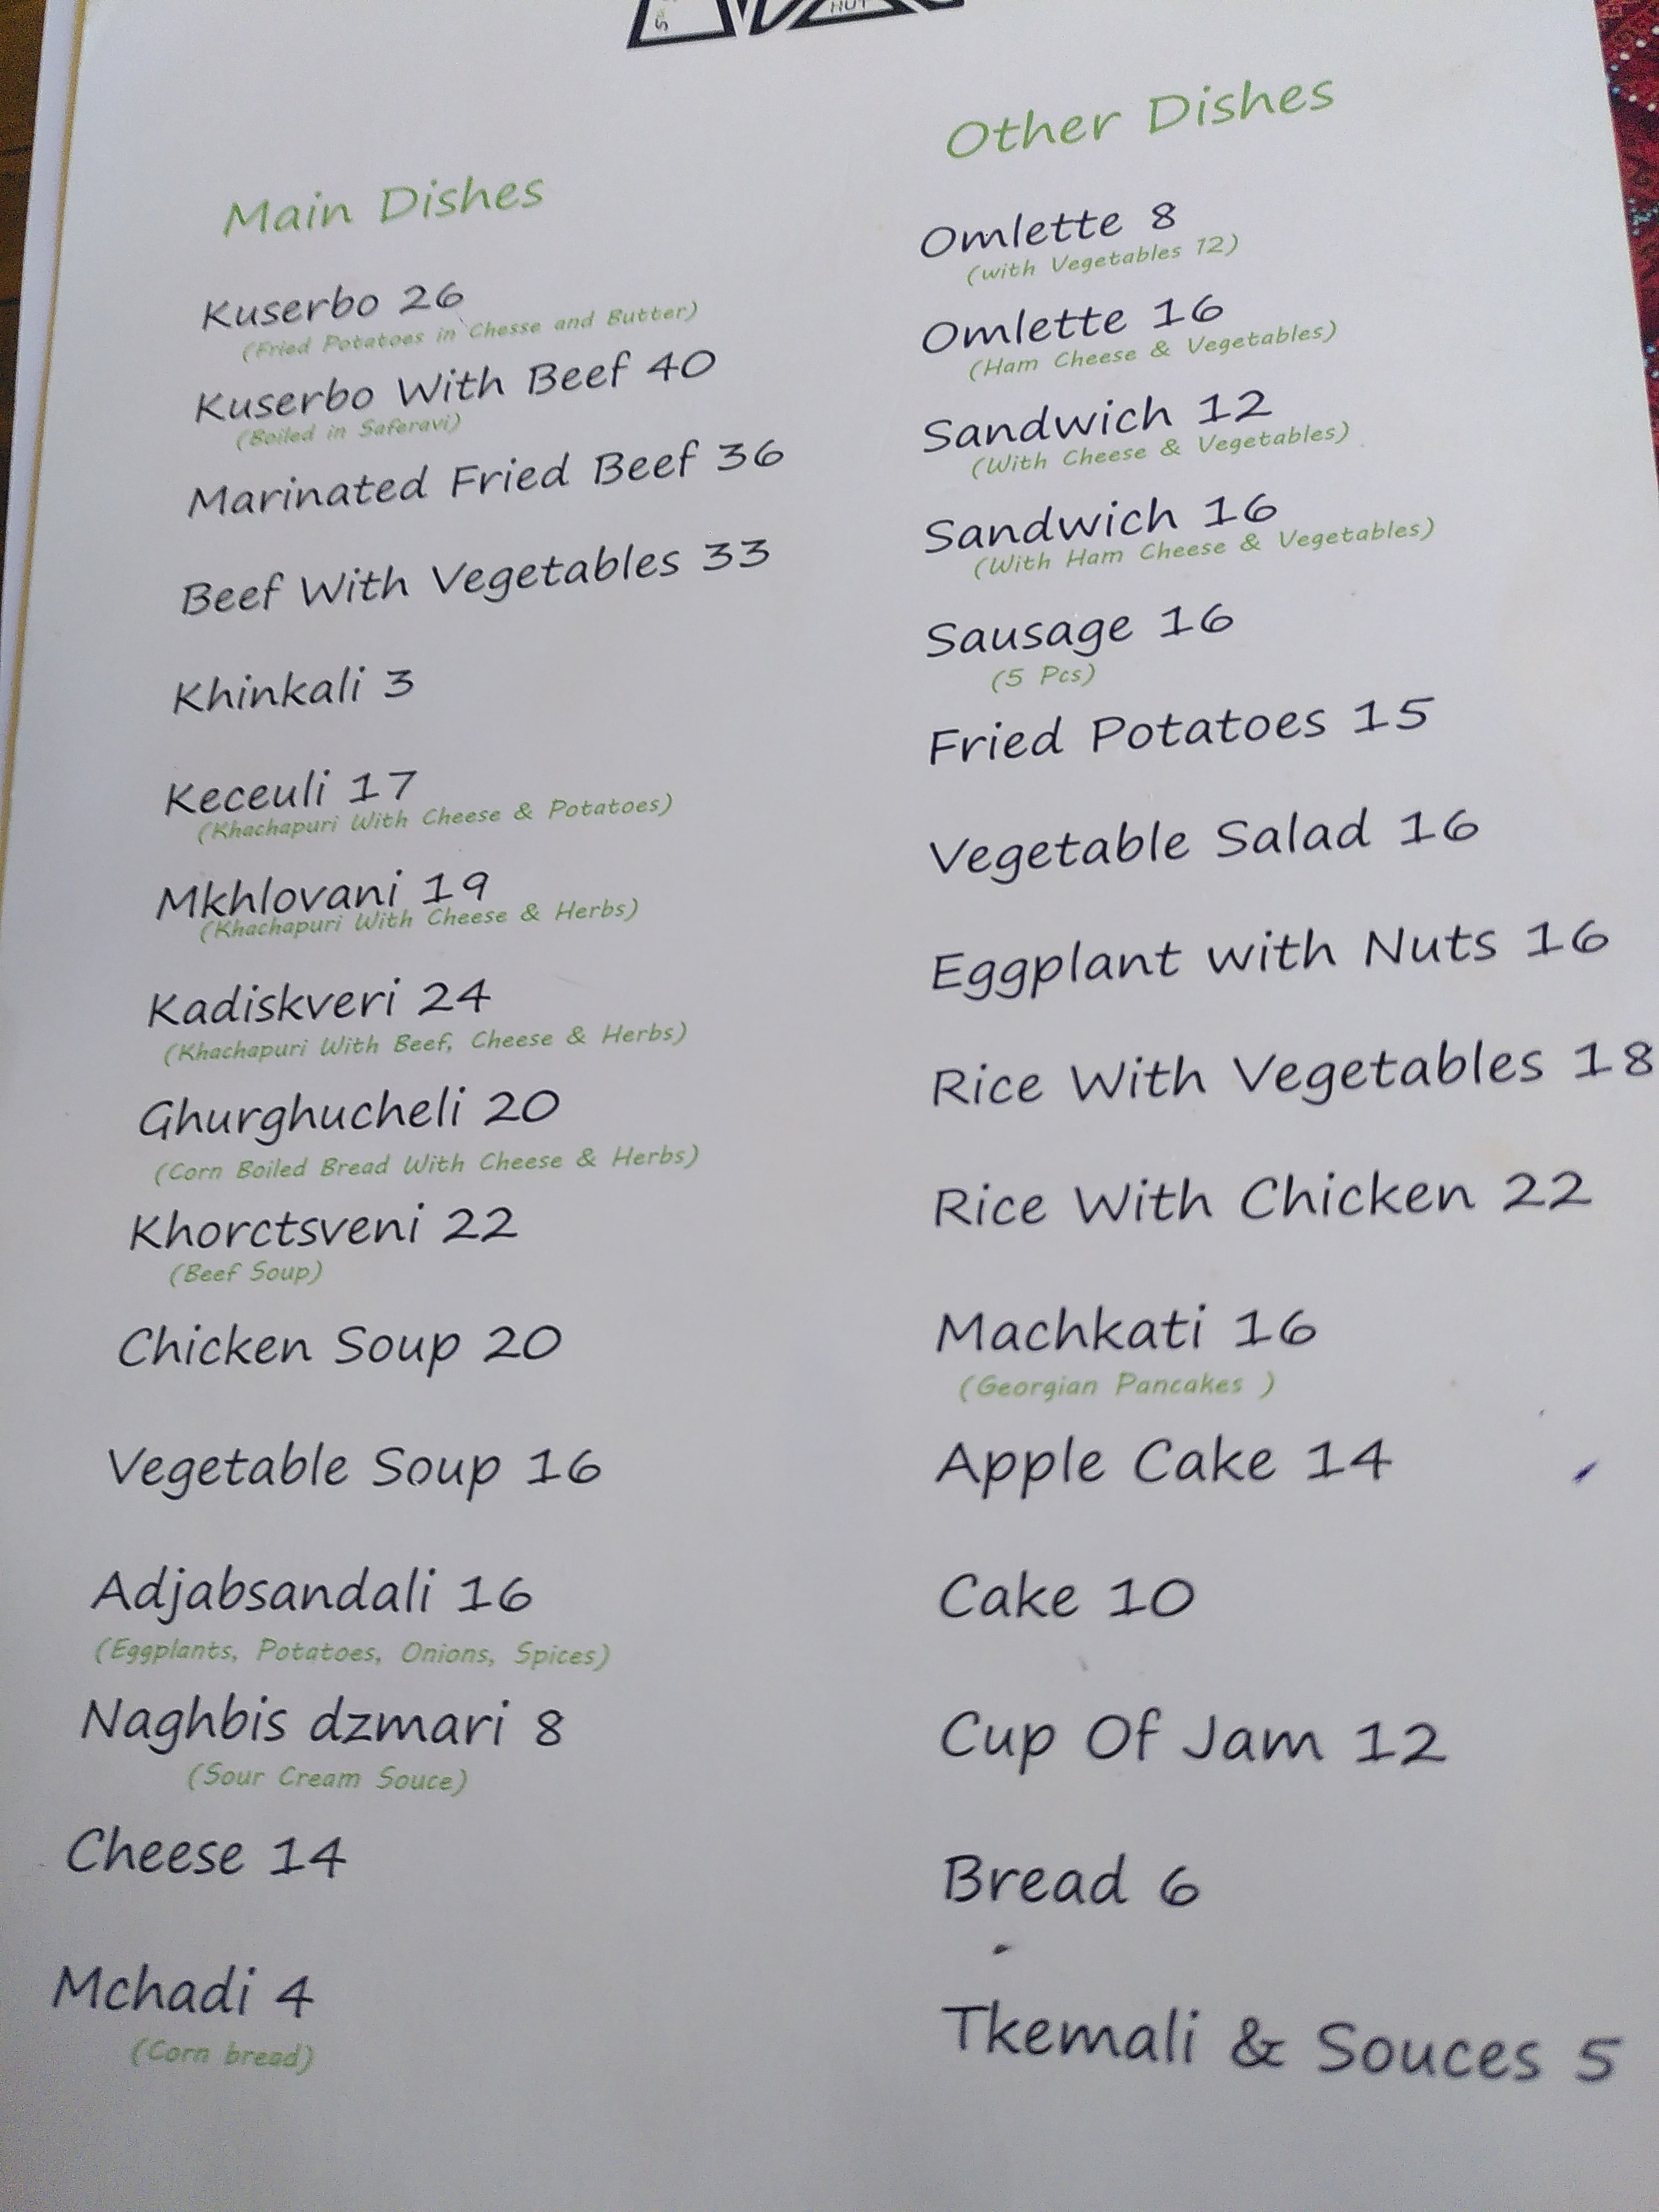 HUT
Main Dishes
Kuserbo 26
(Fried Potatoes in Chesse and Butter)
Kuserbo With Beef 40
(Boiled in Saferavi)
Marinated Fried Beef 36
Beef With Vegetables 33
Khinkali 3
Keceuli 17
(Khachapuri With Cheese & Potatoes)
Mkhlovani 19
(Khachapuri With Cheese & Herbs)
Kadiskveri 24
(Khachapuri With Beef, Cheese & Herbs)
Ghurghucheli 20
(Corn Boiled Bread With Cheese & Herbs)
Khorctsveni 22
(Beef Soup)
Chicken Soup 20
Vegetable Soup 16
Adjabsandali 16
(Eggplants, Potatoes, Onions, Spices)
Naghbis dzmari 8
(Sour Cream Souce)
Cheese 14
Mchadi 4
(Corn bread)
Other Dishes
Omlette 8
(with Vegetables 12)
Omlette 16
(Ham Cheese & Vegetables)
Sandwich 12
(With Cheese & Vegetables)
Sandwich 16
(With Ham Cheese & Vegetables)
Sausage 16
(5 Pcs)
Fried Potatoes 15
Vegetable Salad 16
Eggplant with Nuts 16
Rice With Vegetables 18
Rice With Chicken 22
Machkati 16
(Georgian Pancakes )
Apple Cake 14
Cake 10
Cup Of Jam 12
Bread 6
Tkemali & Souces 5